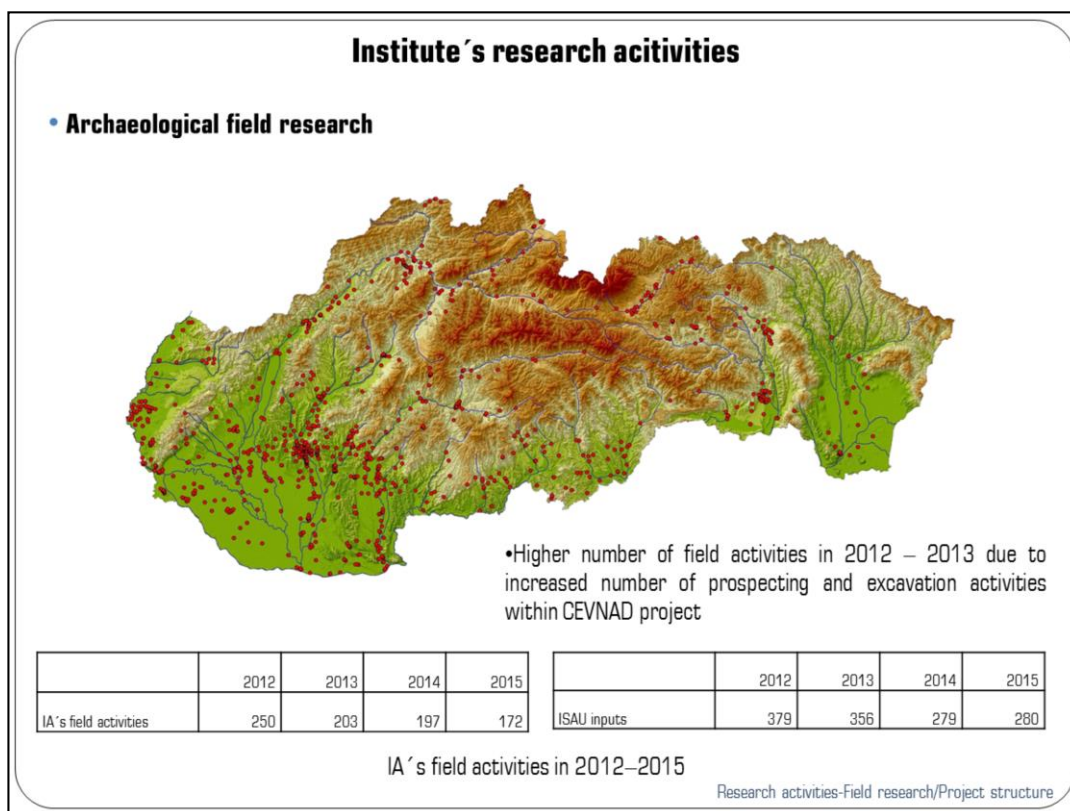 Institute´s research acitivities
• Archaeological field research
•Higher number of field activities in 2012 – 2013 due to
increased number of prospecting and excavation activities
within CEVNAD project
2012 2013 2014 2015
IA´s field activities 250 203 197 172
2012 2013 2014 2015
ISAU inputs 379 356 279 280
IA´s field activities in 2012–2015
Research activities-Field research/Project structure